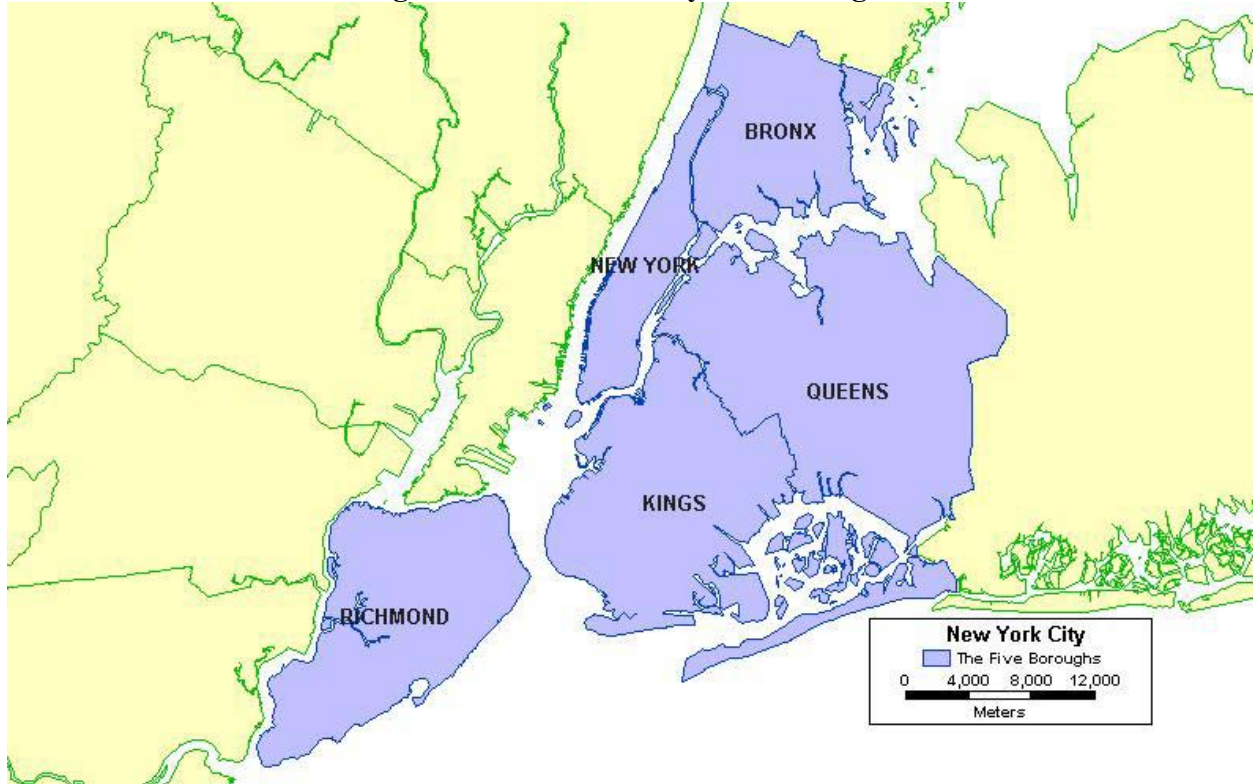 BRONX
NEW YORK
QUEENS
KINGS
RICHMOND
New York City
The Five Boroughs
0 4,000 8,000 12,000
Meters